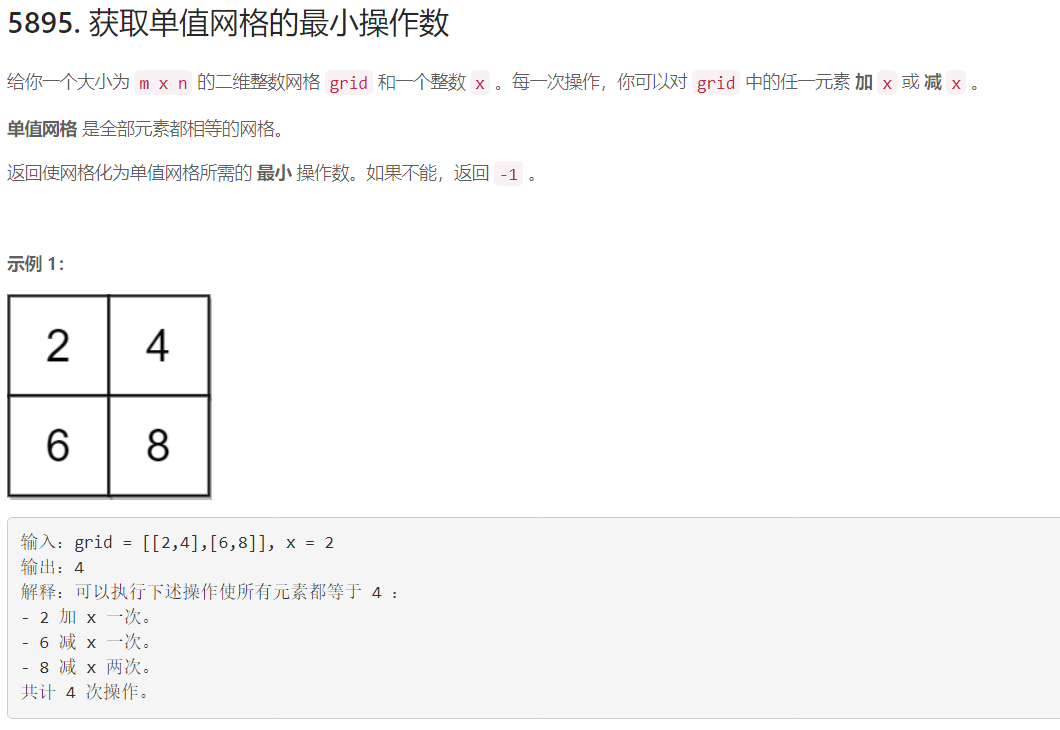 5895. 获取单值网格的最小操作数
给你一个大小为 m x n 的二维整数网格 grid 和一个整数 x 。每一次操作，你可以对 grid 中的任一元素 加 x 或 减 x 。
单值网格 是全部元素都相等的网格。
返回使网格化为单值网格所需的 最小 操作数。如果不能，返回 -1 。
示例 1：
2 4
6 8
输入：grid = [[2,4],[6,8]], x = 2
输出：4
解释：可以执行下述操作使所有元素都等于 4 ：
- 2 加 x 一次。
- 6 减 x 一次。
- 8 减 x 两次。
共计 4 次操作。